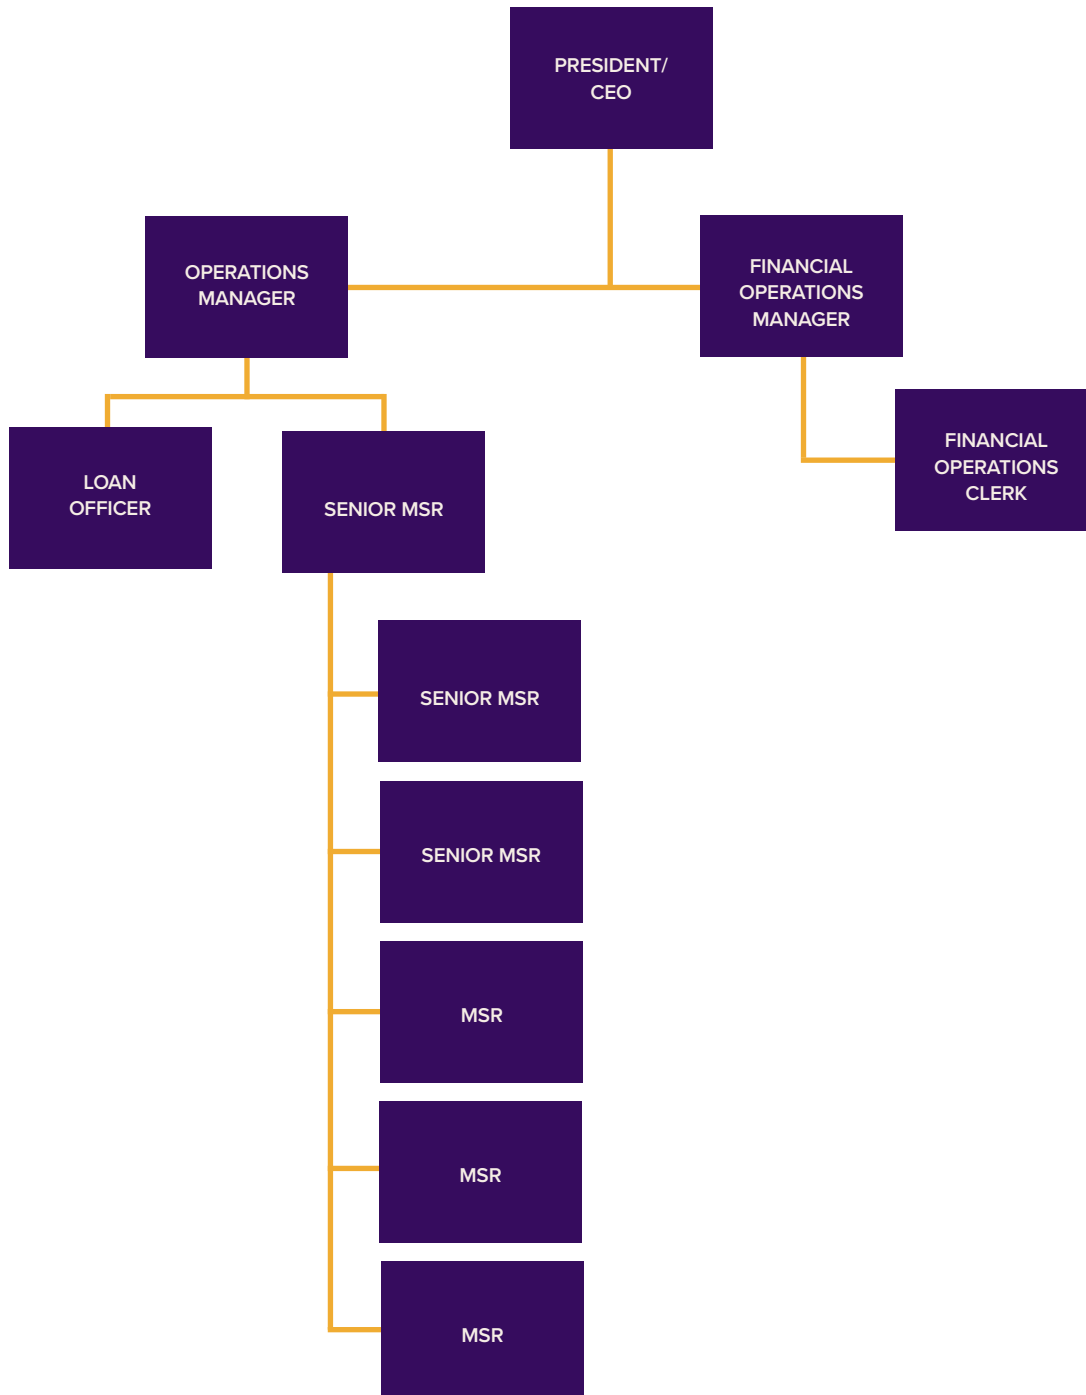 PRESIDENT/
CEO
OPERATIONS
MANAGER
FINANCIAL
OPERATIONS
MANAGER
FINANCIAL
OPERATIONS
CLERK
LOAN
OFFICER
SENIOR MSR
SENIOR MSR
SENIOR MSR
MSR
MSR
MSR